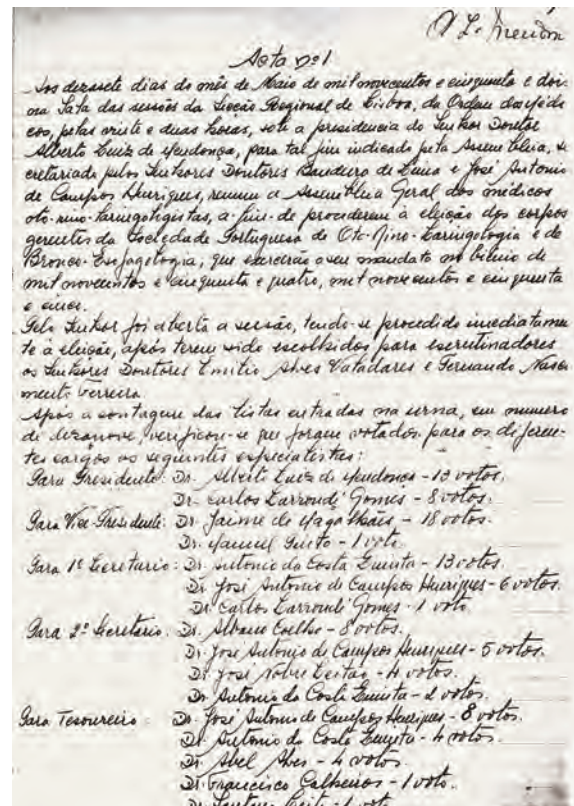 A L. Mendon
Acta nº 1
Aos dezassete dias do mês de Maio de mil novecentos e cinquenta e dois
na Sala das sessões da Secção Regional de Lisboa, da Ordem dos Médi
cos, pelas vinte e duas horas, sob a presidencia do Senhor Doutor
Alberto Luiz de Mendonça, para tal fim indicado pela Assembleia, se
cretariado pelos Senhores Doutores Bandeira de Lima e José Antonio
de Campos Henriques, reuniu a Assembleia Geral dos médicos
oto-rino-laringologistas, a fim de procederem à eleição dos corpos
gerentes da Sociedade Portuguesa de Oto-Rino-Laringologia e de
Bronco-Esofagologia, que exercerão o seu mandato no biénio de
mil novecentos e cinquenta e quatro, mil novecentos e cinquenta
e cinco.
Pelo Senhor foi aberta a sessão, tendo-se procedido imediatamen
te à eleição, após terem sido escolhidos para escrutinadores
os Senhores Doutores Emilio Alves Valadares e Fernando Nasci
mento Ferreira.
Após a contagem das listas entradas na urna, em numero
de dezanove, verificou-se que foram votados para os diferen-
tes cargos os seguintes especialistas:
Para Presidente: Dr. Alberto Luiz de Mendonça - 13 votos.
Dr. Carlos Larroudé Gomes - 8 votos.
Para Vice-Presidente: Dr. Jaime de Magalhães - 18 votos.
Dr. Manuel - 1 voto.
Para 1º Secretario: Dr. Antonio da Costa Quinta - 13 votos.
Dr. José Antonio de Campos Henriques - 6 votos.
Dr. Carlos Larroudé Gomes - 1 voto.
Para 2º Secretario: Dr. Albano Coelho - 8 votos.
Dr. José Antonio de Campos Henriques - 5 votos.
Dr. José Nobre Leitão - 4 votos.
Dr. Antonio da Costa Quinta - 2 votos.
Para Tesoureiro: Dr. José Antonio de Campos Henriques - 8 votos.
Dr. Antonio da Costa Quinta - 4 votos.
Dr. Abel Alves - 4 votos.
Dr. Francisco Calheiros - 1 voto.
Dr. - 1 voto